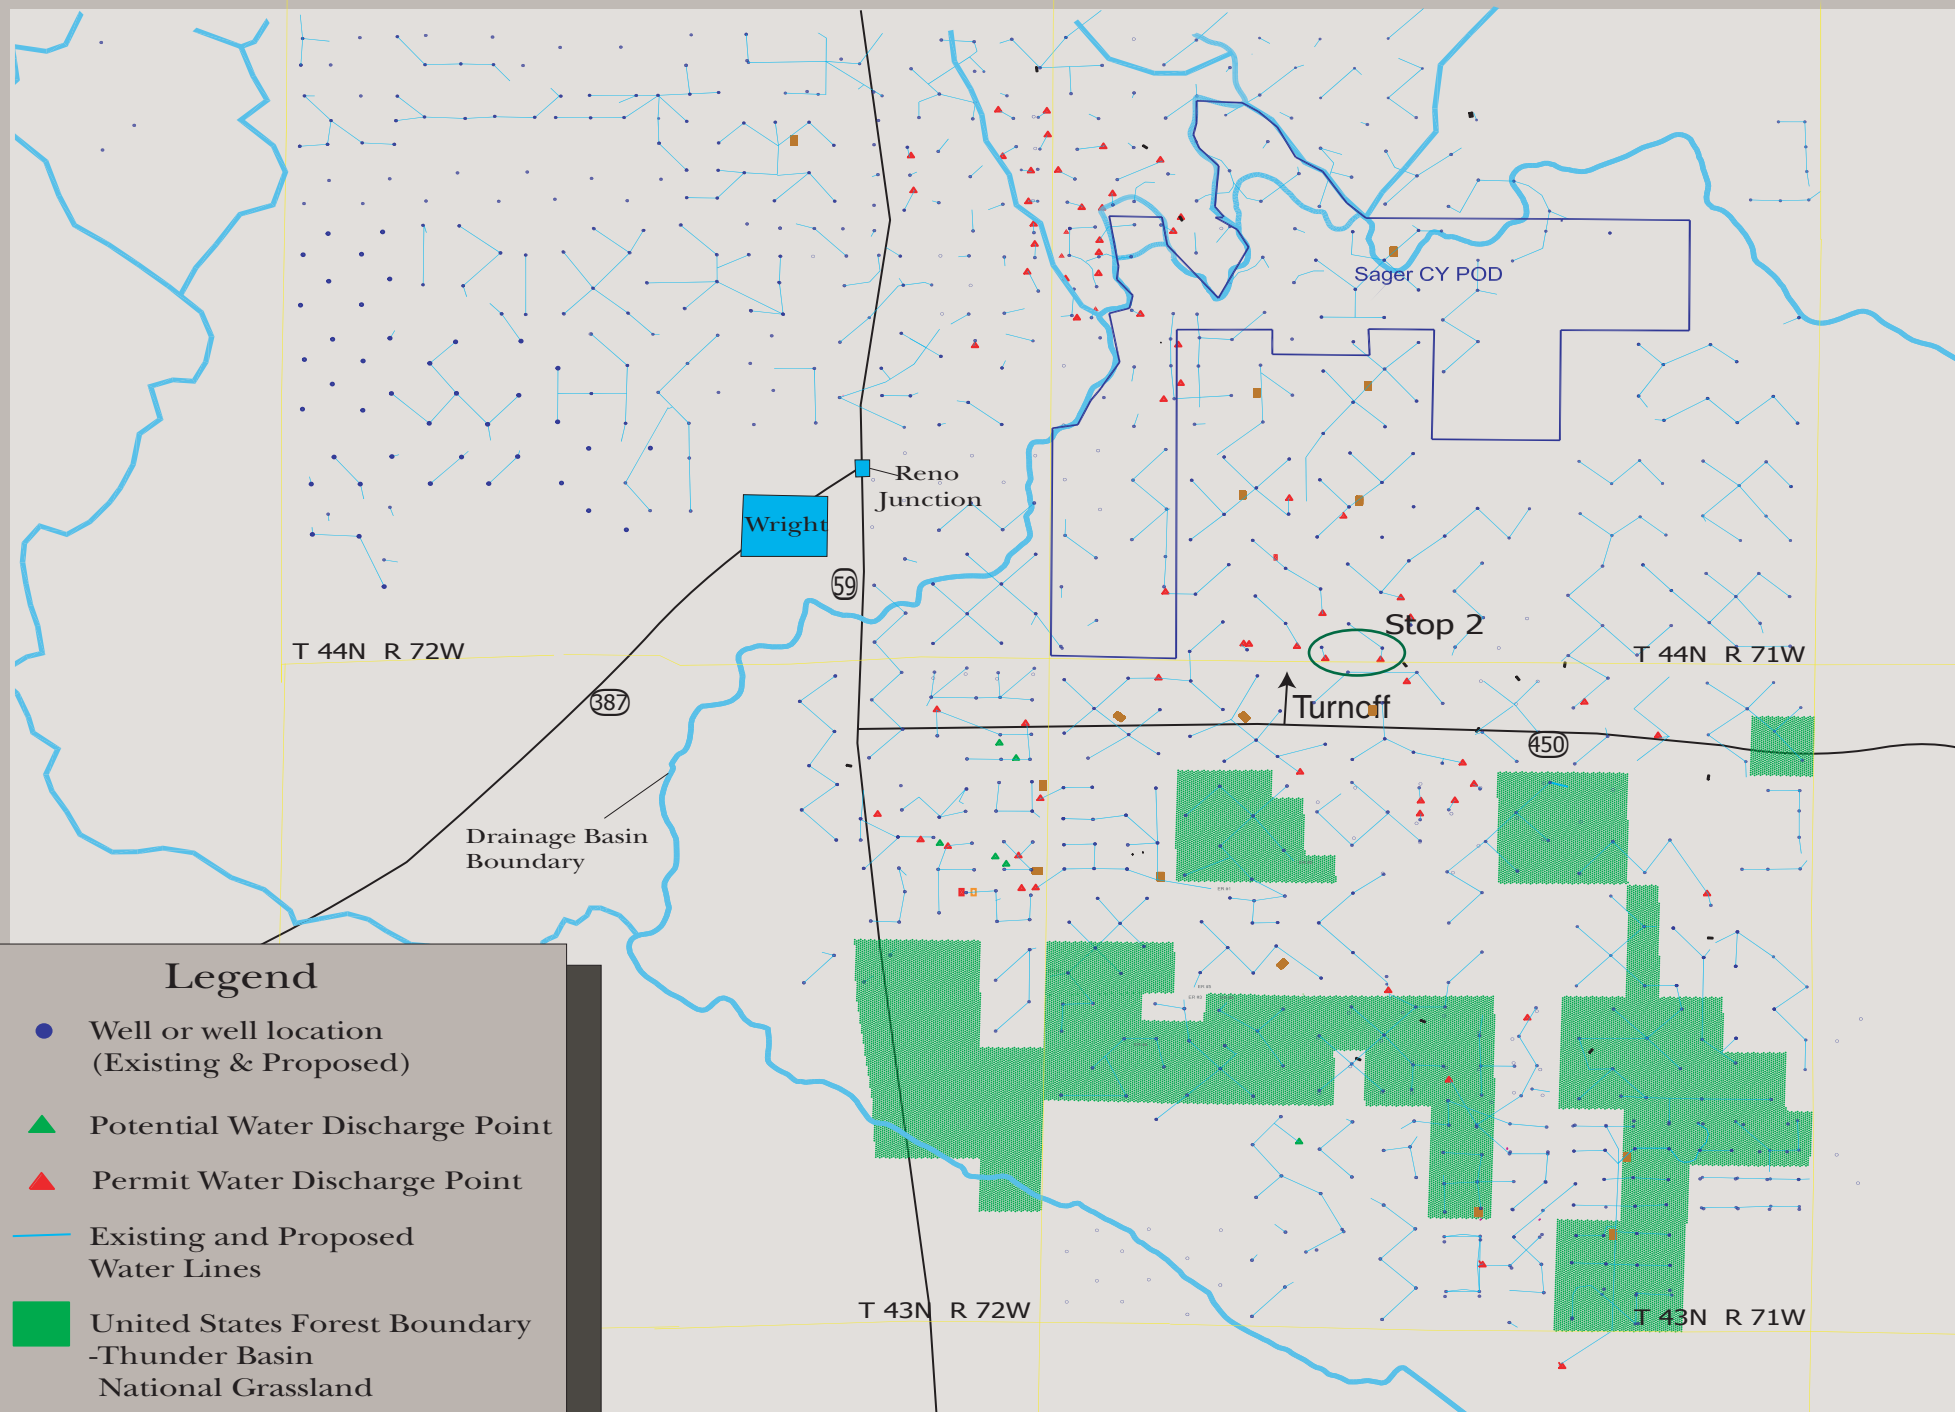 Sager CY POD
Reno
Junction
Wright
59
Stop 2
T 44N R 72W
T 44N R 71W
387
Turnoff
450
Drainage Basin
Boundary
T 43N R 72W
T 43N R 71W
Legend
Well or well location
(Existing & Proposed)
Potential Water Discharge Point
Permit Water Discharge Point
Existing and Proposed
Water Lines
United States Forest Boundary
-Thunder Basin
National Grassland